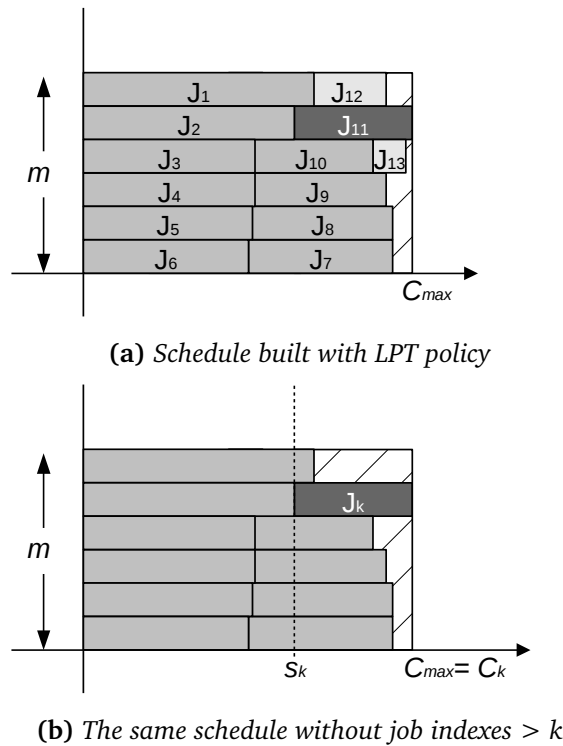 J1 J12
J2 J11
J3 J10 J13
m
J4 J9
J5 J8
J6 J7
Cmax
(a) Schedule built with LPT policy
Jk
m
sk Cmax= Ck
(b) The same schedule without job indexes > k